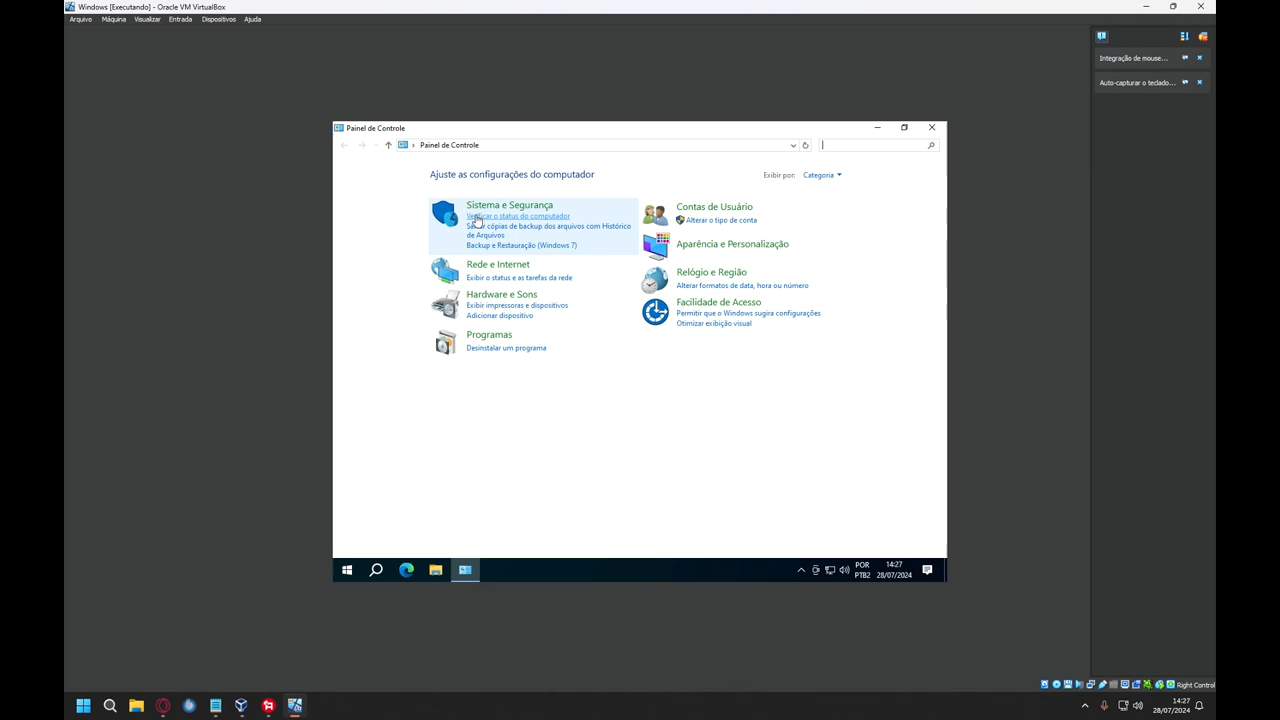 Windows [Executando] - Oracle VM VirtualBox
Arquivo Máquina Visualizar Entrada Dispositivos Ajuda
Integração de mouse...
Auto-capturar o teclado...
Painel de Controle
Painel de Controle
Ajuste as configurações do computador
Exibir por: Categoria
Sistema e Segurança
Verificar o status do computador
Salvar cópias de backup dos arquivos com Histórico
de Arquivos
Backup e Restauração (Windows 7)
Rede e Internet
Exibir o status e as tarefas da rede
Hardware e Sons
Exibir impressoras e dispositivos
Adicionar dispositivo
Programas
Desinstalar um programa
Contas de Usuário
Alterar o tipo de conta
Aparência e Personalização
Relógio e Região
Alterar formatos de data, hora ou número
Facilidade de Acesso
Permitir que o Windows sugira configurações
Otimizar exibição visual
POR
PTB2
14:27
28/07/2024
Right Control
14:27
28/07/2024